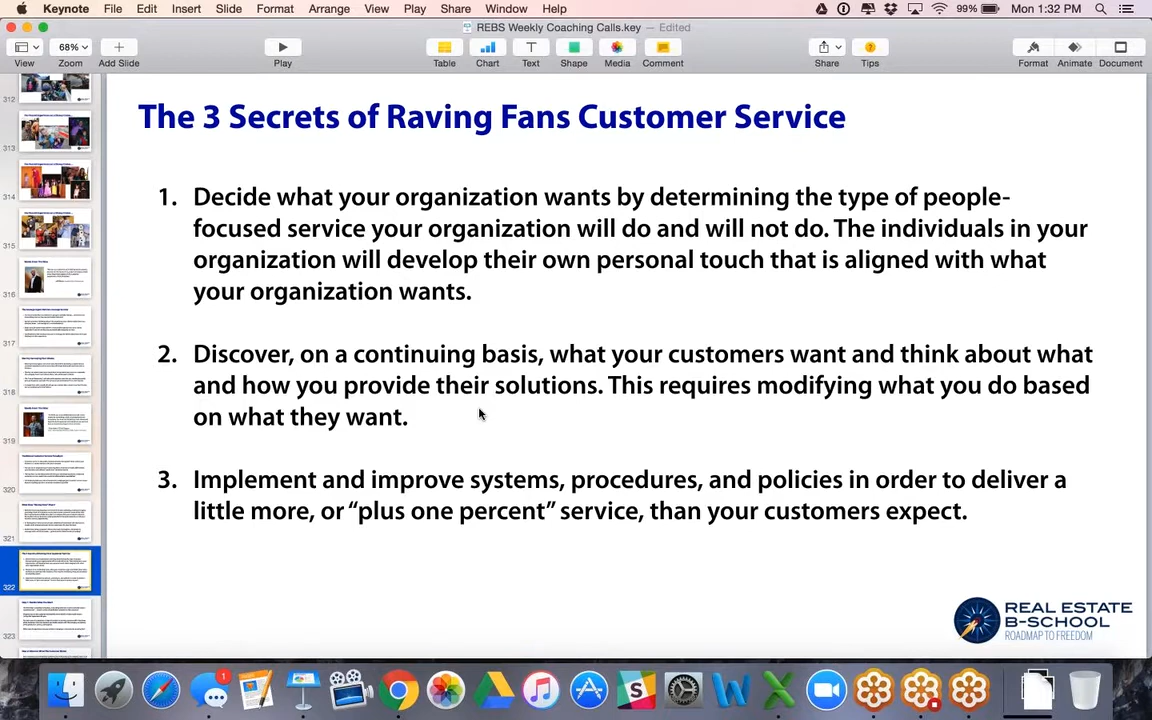 Keynote File Edit Insert Slide Format Arrange View Play Share Window Help 99% Mon 1:32 PM
REBS Weekly Coaching Calls.key — Edited
68%
View Zoom Add Slide Play Table Chart Text Shape Media Comment Share Tips Format Animate Document
The 3 Secrets of Raving Fans Customer Service
1. Decide what your organization wants by determining the type of people-
focused service your organization will do and will not do. The individuals in your
organization will develop their own personal touch that is aligned with what
your organization wants.
2. Discover, on a continuing basis, what your customers want and think about what
and how you provide their solutions. This requires modifying what you do based
on what they want.
3. Implement and improve systems, procedures, and policies in order to deliver a
little more, or “plus one percent” service, than your customers expect.
REAL ESTATE
B-SCHOOL
ROADMAP TO FREEDOM
312
313
314
315
316
317
318
319
320
321
322
323
1